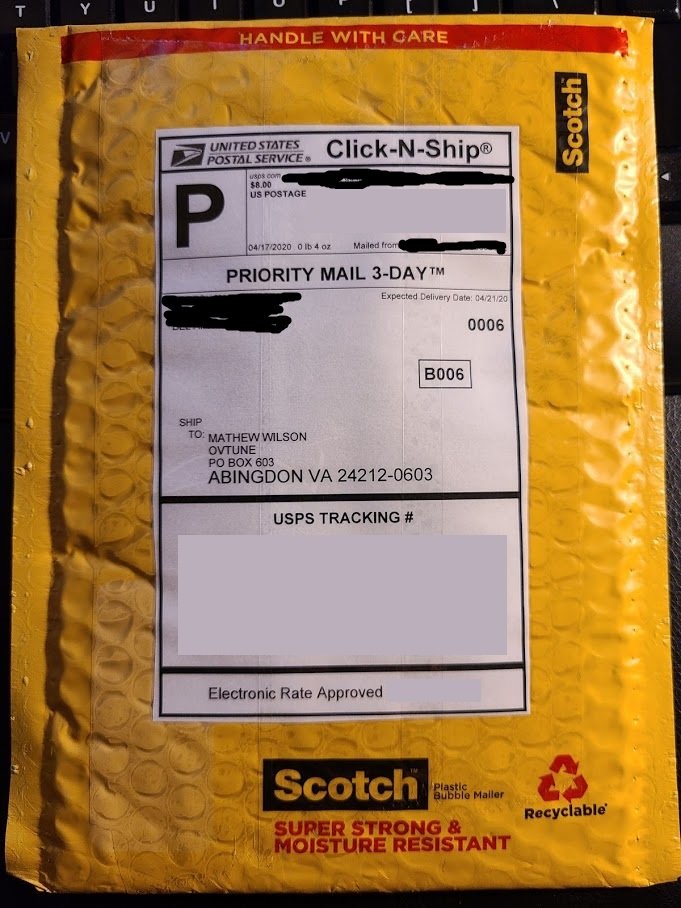 T Y U I O P [ ] \
V
HANDLE WITH CARE
Scotch
UNITED STATES
POSTAL SERVICE®
Click-N-Ship®
P
usps.com
$8.00
US POSTAGE
04/17/2020 0 lb 4 oz Mailed from
PRIORITY MAIL 3-DAY™
Expected Delivery Date: 04/21/20
0006
B006
SHIP
TO:
MATHEW WILSON
OVTUNE
PO BOX 603
ABINGDON VA 24212-0603
USPS TRACKING #
Electronic Rate Approved
Scotch™
Plastic
Bubble Mailer
SUPER STRONG &
MOISTURE RESISTANT
Recyclable*